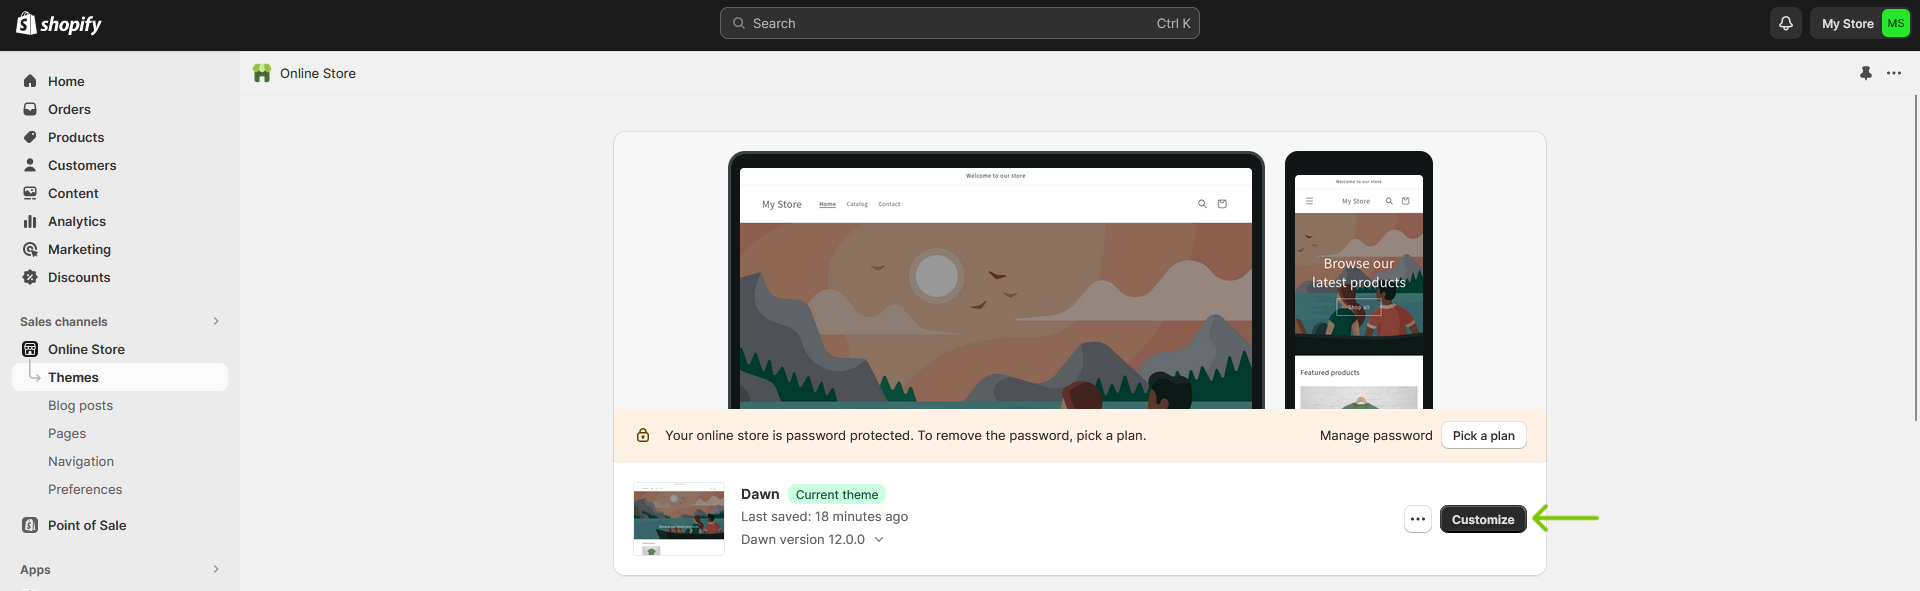 shopify
Search
Ctrl K
My Store
MS
Home
Orders
Products
Customers
Content
Analytics
Marketing
Discounts
Sales channels
Online Store
Themes
Blog posts
Pages
Navigation
Preferences
Point of Sale
Apps
Online Store
Welcome to our store
My Store
Home
Catalog
Contact
Welcome to our store
My Store
Browse our
latest products
Shop all
Featured products
Your online store is password protected. To remove the password, pick a plan.
Manage password
Pick a plan
Dawn
Current theme
Last saved: 18 minutes ago
Dawn version 12.0.0
Customize